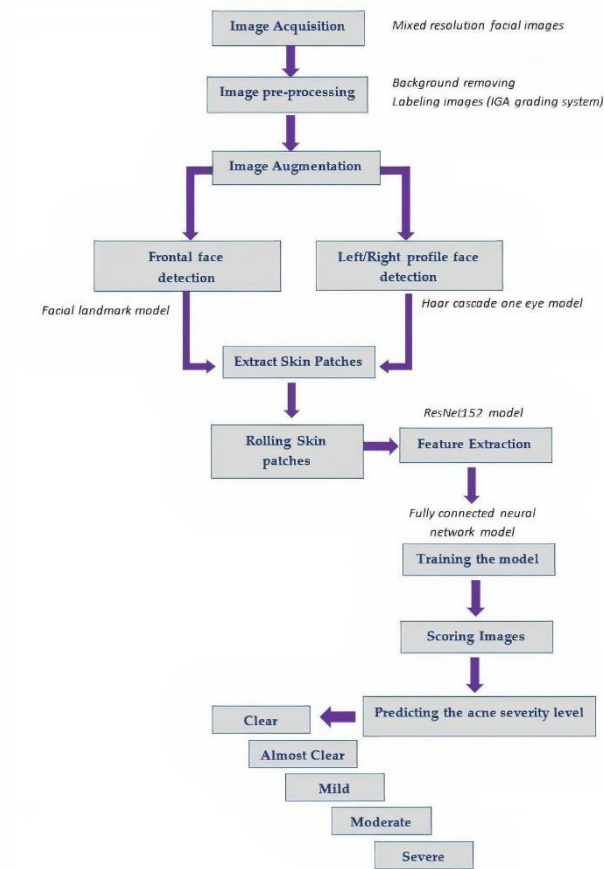 Image Acquisition
Mixed resolution facial images
Image pre-processing
Background removing
Labeling images (IGA grading system)
Image Augmentation
Frontal face
detection
Left/Right profile face
detection
Facial landmark model
Haar cascade one eye model
Extract Skin Patches
ResNet152 model
Rolling Skin
patches
Feature Extraction
Fully connected neural
network model
Training the model
Scoring Images
Predicting the acne severity level
Clear
Almost Clear
Mild
Moderate
Severe